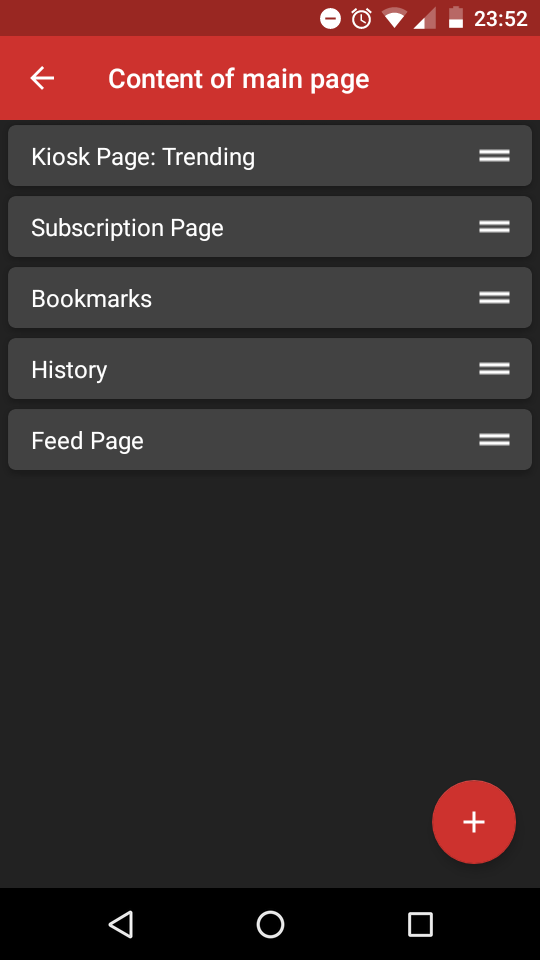 23:52
Content of main page
Kiosk Page: Trending
Subscription Page
Bookmarks
History
Feed Page